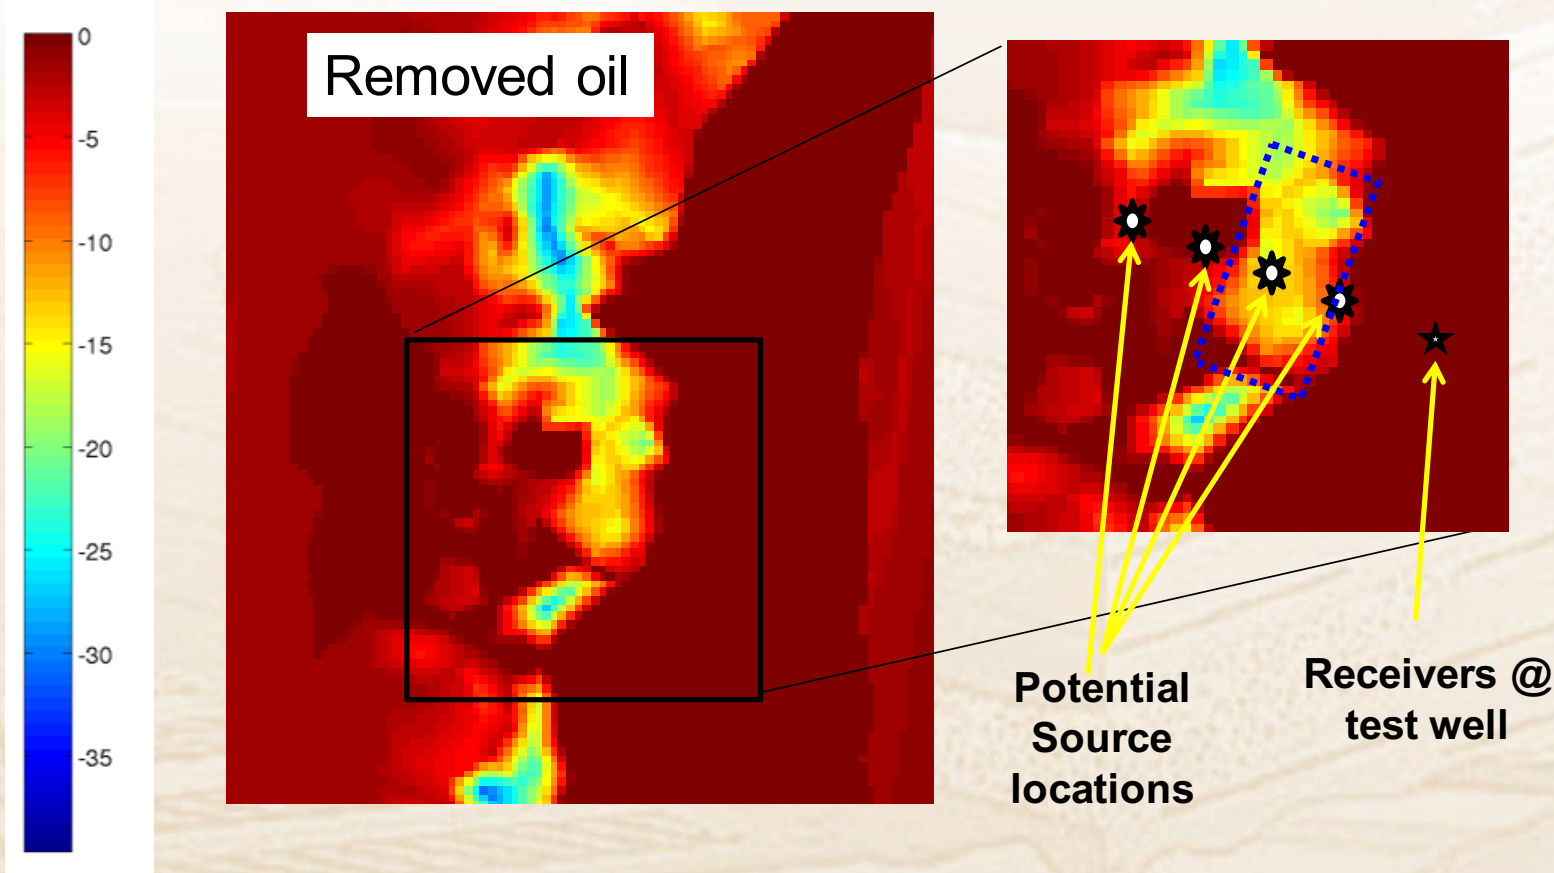 0
-5
-10
-15
-20
-25
-30
-35
Removed oil
Potential
Source
locations
Receivers @
test well